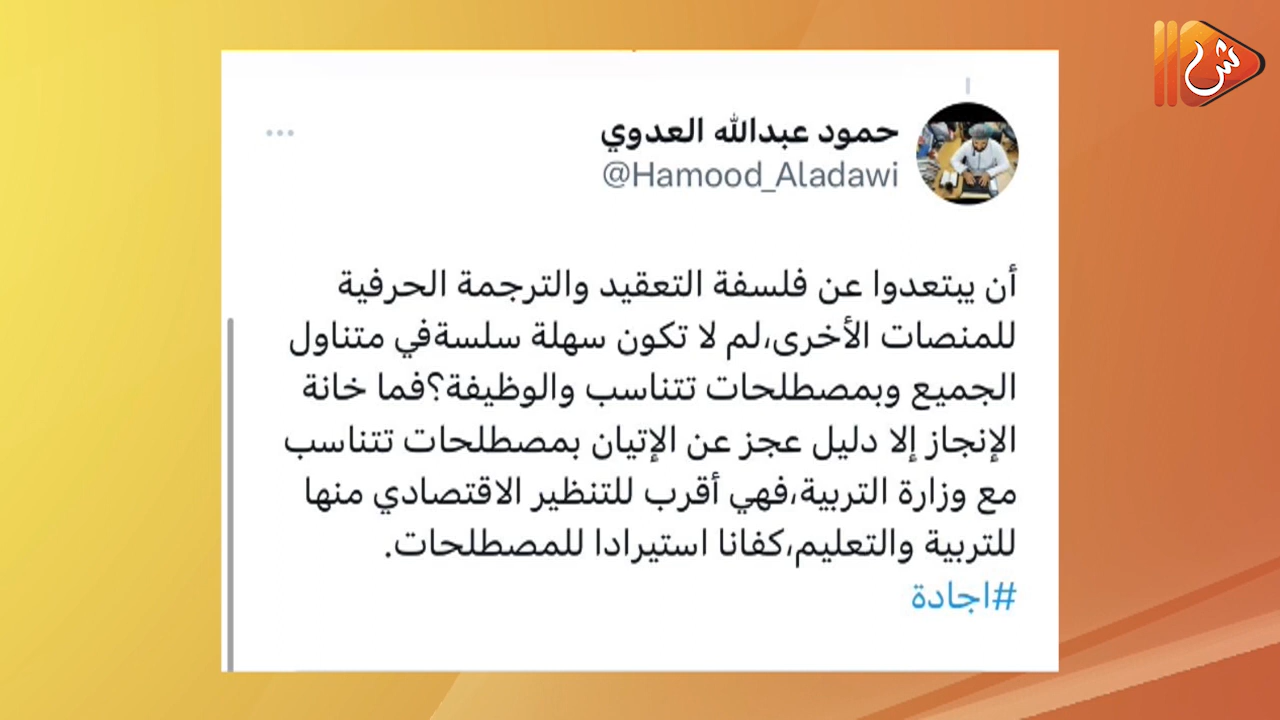 حمود عبدالله العدوي
@Hamood_Aladawi
أن يبتعدوا عن فلسفة التعقيد والترجمة الحرفية
للمنصات الأخرى،لم لا تكون سهلة سلسةفي متناول
الجميع وبمصطلحات تتناسب والوظيفة؟فما خانة
الإنجاز إلا دليل عجز عن الإتيان بمصطلحات تتناسب
مع وزارة التربية،فهي أقرب للتنظير الاقتصادي منها
للتربية والتعليم،كفانا استيرادا للمصطلحات.
#اجادة